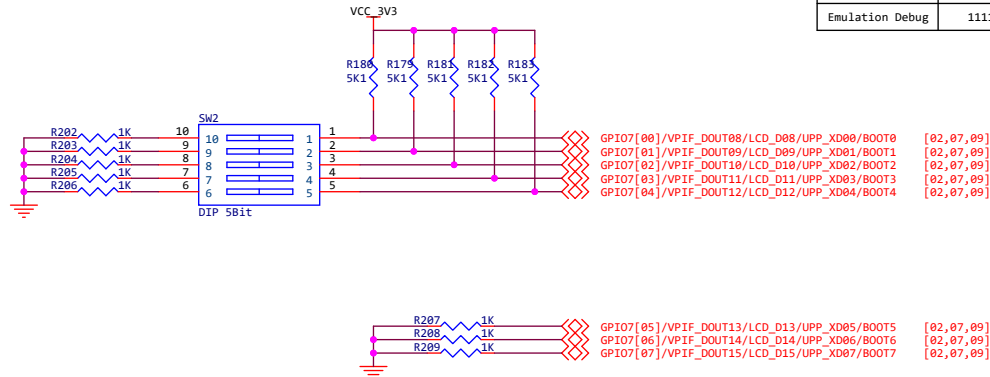 VCC_3V3
Emulation Debug 111
R180 R179 R181 R182 R183
5K1 5K1 5K1 5K1 5K1
SW2
R202 1K 10 10 1 1 GPIO7[00]/VPIF_DOUT08/LCD_D08/UPP_XD00/BOOT0 [02,07,09]
R203 1K 9 9 2 2 GPIO7[01]/VPIF_DOUT09/LCD_D09/UPP_XD01/BOOT1 [02,07,09]
R204 1K 8 8 3 3 GPIO7[02]/VPIF_DOUT10/LCD_D10/UPP_XD02/BOOT2 [02,07,09]
R205 1K 7 7 4 4 GPIO7[03]/VPIF_DOUT11/LCD_D11/UPP_XD03/BOOT3 [02,07,09]
R206 1K 6 6 5 5 GPIO7[04]/VPIF_DOUT12/LCD_D12/UPP_XD04/BOOT4 [02,07,09]
DIP 5Bit
R207 1K GPIO7[05]/VPIF_DOUT13/LCD_D13/UPP_XD05/BOOT5 [02,07,09]
R208 1K GPIO7[06]/VPIF_DOUT14/LCD_D14/UPP_XD06/BOOT6 [02,07,09]
R209 1K GPIO7[07]/VPIF_DOUT15/LCD_D15/UPP_XD07/BOOT7 [02,07,09]